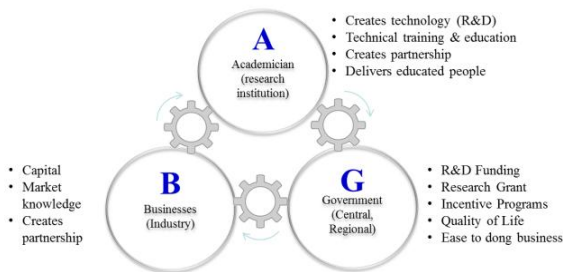 A
Academician
(research
institution)
• Creates technology (R&D)
• Technical training & education
• Creates partnership
• Delivers educated people
B
Businesses
(Industry)
• Capital
• Market
knowledge
• Creates
partnership
G
Government
(Central,
Regional)
• R&D Funding
• Research Grant
• Incentive Programs
• Quality of Life
• Ease to dong business